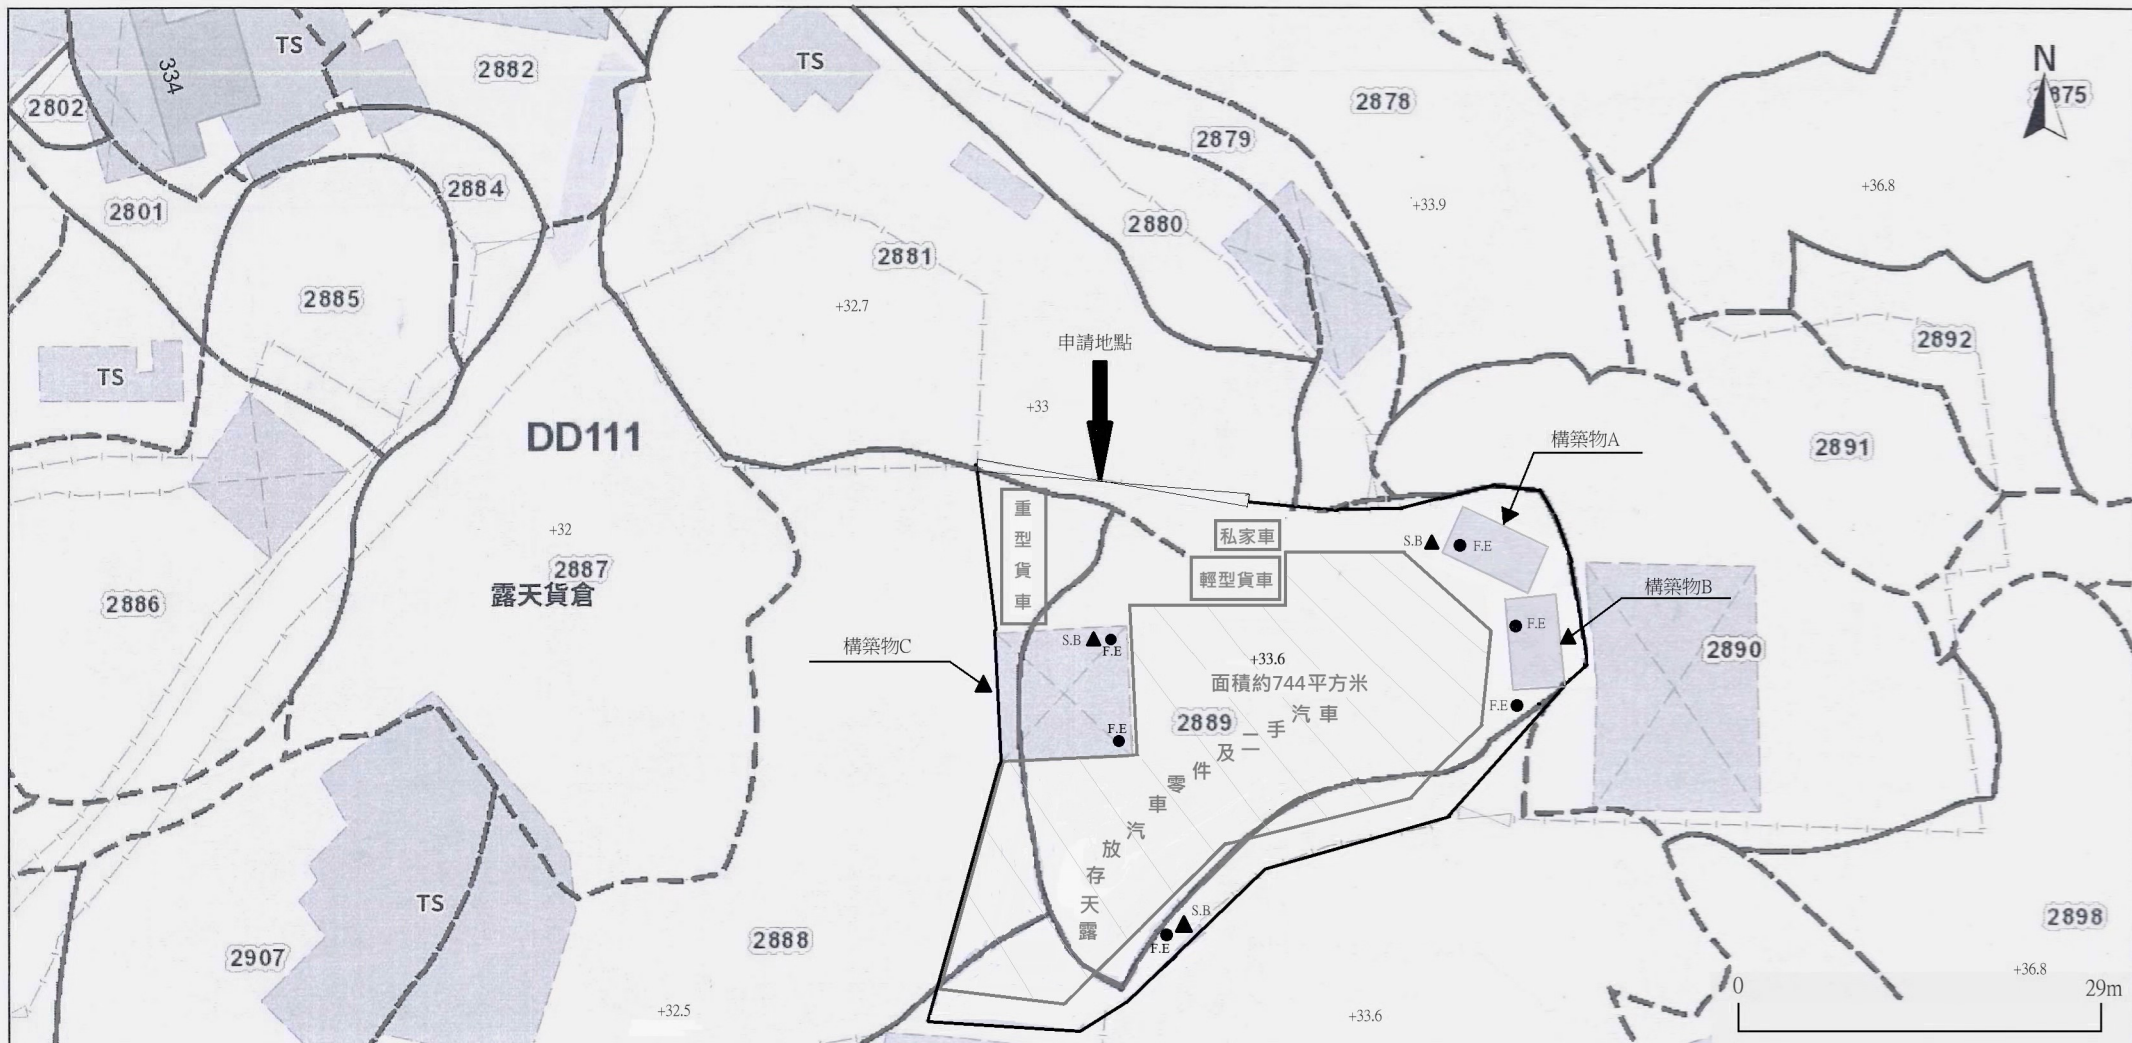 TS
334
2882
TS
N
2875
2802
2878
2879
2884
2801
+36.8
+33.9
2880
2881
2885
+32.7
申請地點
2892
TS
+33
DD111
構築物A
2891
重型貨車
私家車
S.B
F.E
+32
2887
輕型貨車
露天貨倉
構築物B
2886
F.E
S.B
F.E
構築物C
2890
+33.6
面積約744平方米
F.E
2889
露天存放汽車零件及二手汽車
F.E
TS
S.B
F.E
2898
2888
2907
+36.8
0
29m
+32.5
+33.6